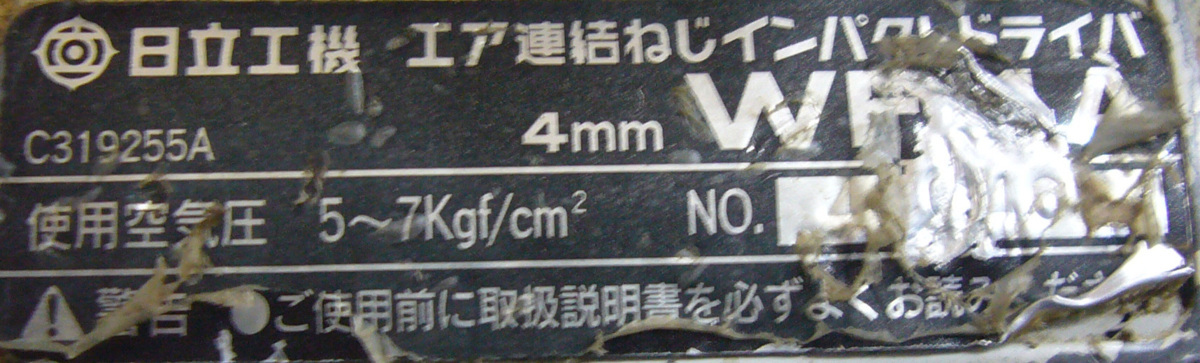 日立工機 エア連結ねじインパクトドライバ
4mm
C319255A
使用空気圧 5～7Kgf/cm² NO.
警告 ●ご使用前に取扱説明書を必ずよくお読み